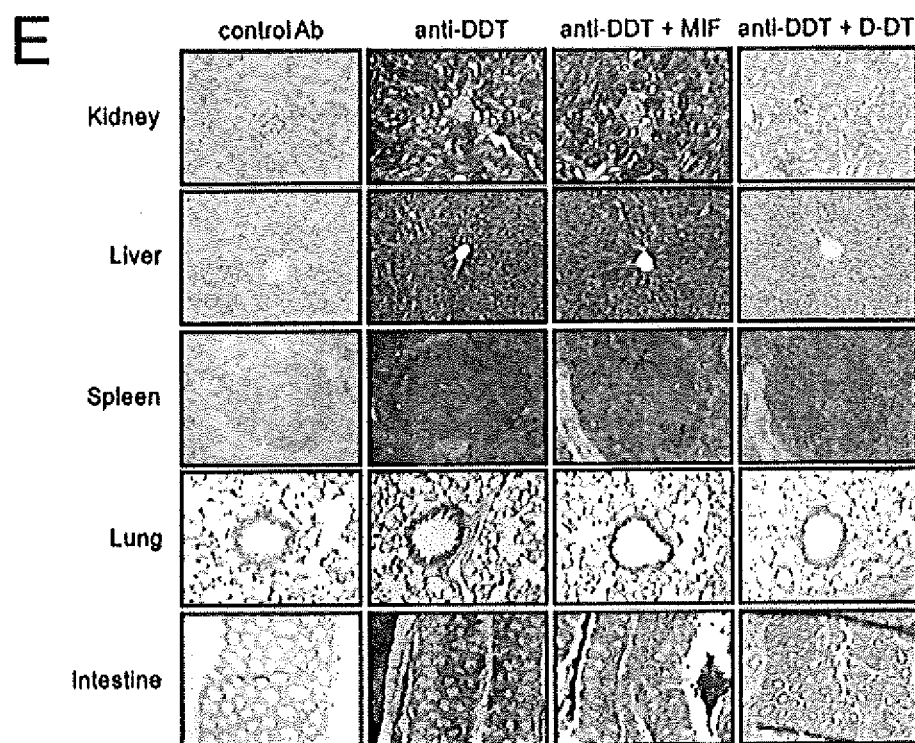 E
control Ab anti-DDT anti-DDT + MIF anti-DDT + D-DT
Kidney
Liver
Spleen
Lung
Intestine